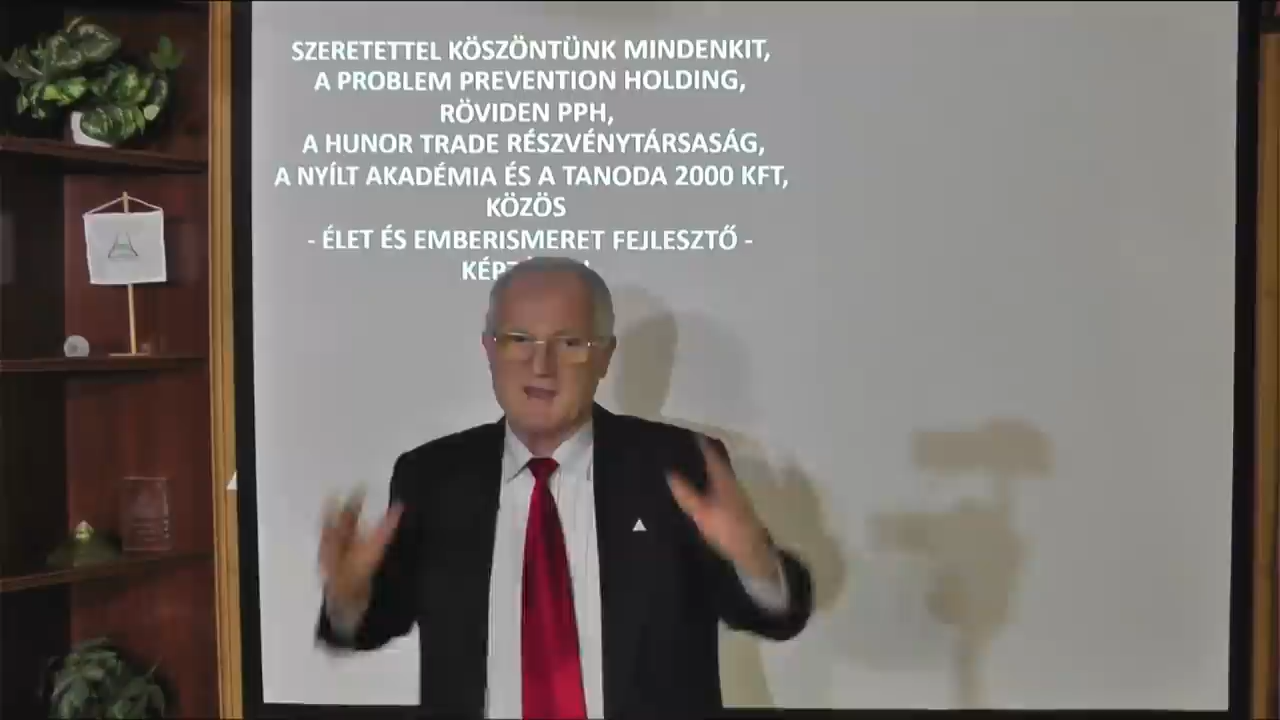 SZERETETTEL KÖSZÖNTÜNK MINDENKIT,
A PROBLEM PREVENTION HOLDING,
RÖVIDEN PPH,
A HUNOR TRADE RÉSZVÉNYTÁRSASÁG,
A NYÍLT AKADÉMIA ÉS A TANODA 2000 KFT,
KÖZÖS
- ÉLET ÉS EMBERISMERET FEJLESZTŐ -